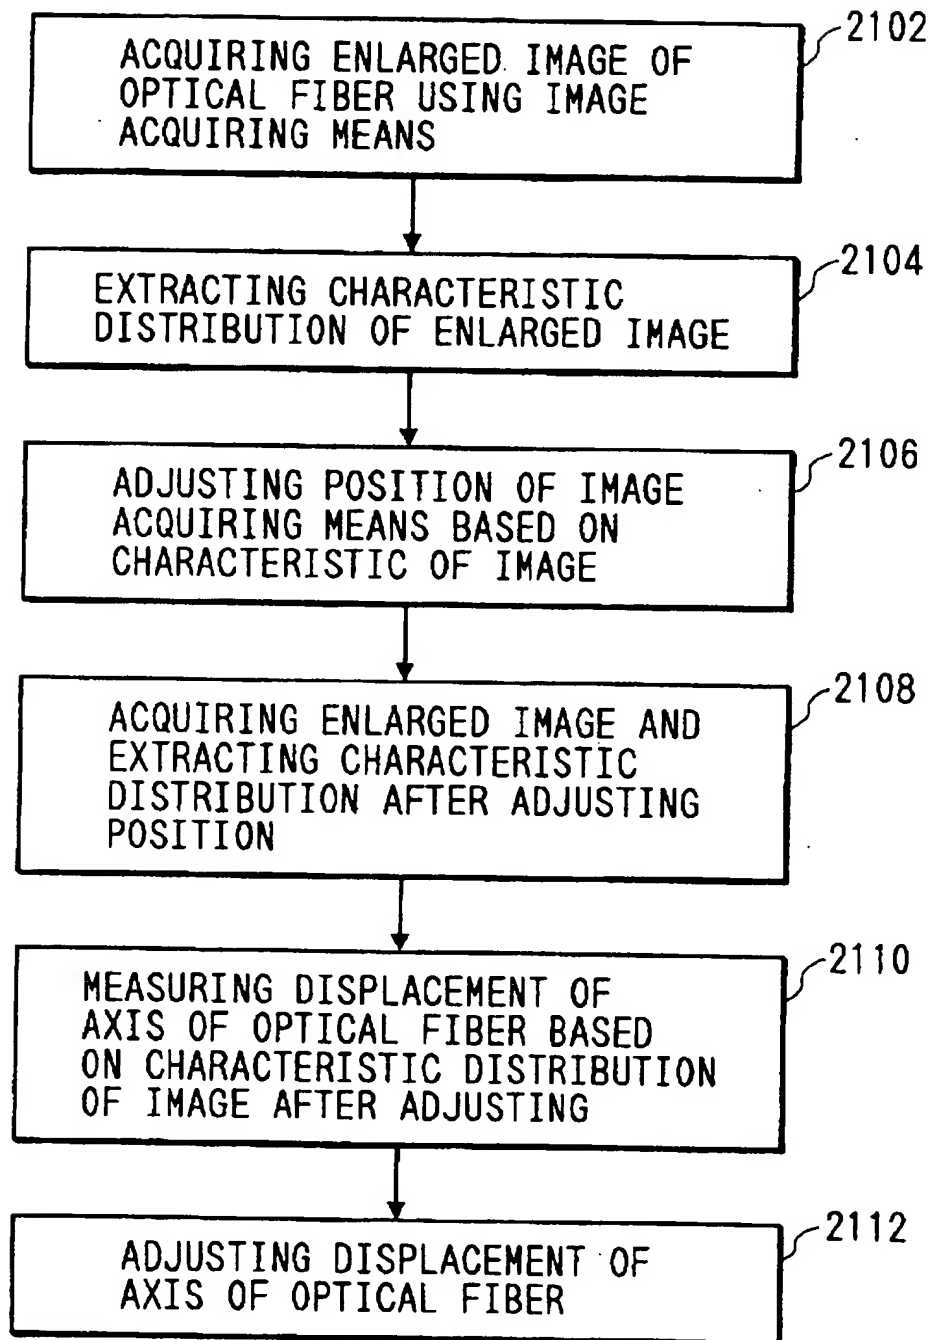 2102
ACQUIRING ENLARGED IMAGE OF
OPTICAL FIBER USING IMAGE
ACQUIRING MEANS
2104
EXTRACTING CHARACTERISTIC
DISTRIBUTION OF ENLARGED IMAGE
2106
ADJUSTING POSITION OF IMAGE
ACQUIRING MEANS BASED ON
CHARACTERISTIC OF IMAGE
2108
ACQUIRING ENLARGED IMAGE AND
EXTRACTING CHARACTERISTIC
DISTRIBUTION AFTER ADJUSTING
POSITION
2110
MEASURING DISPLACEMENT OF
AXIS OF OPTICAL FIBER BASED
ON CHARACTERISTIC DISTRIBUTION
OF IMAGE AFTER ADJUSTING
2112
ADJUSTING DISPLACEMENT OF
AXIS OF OPTICAL FIBER